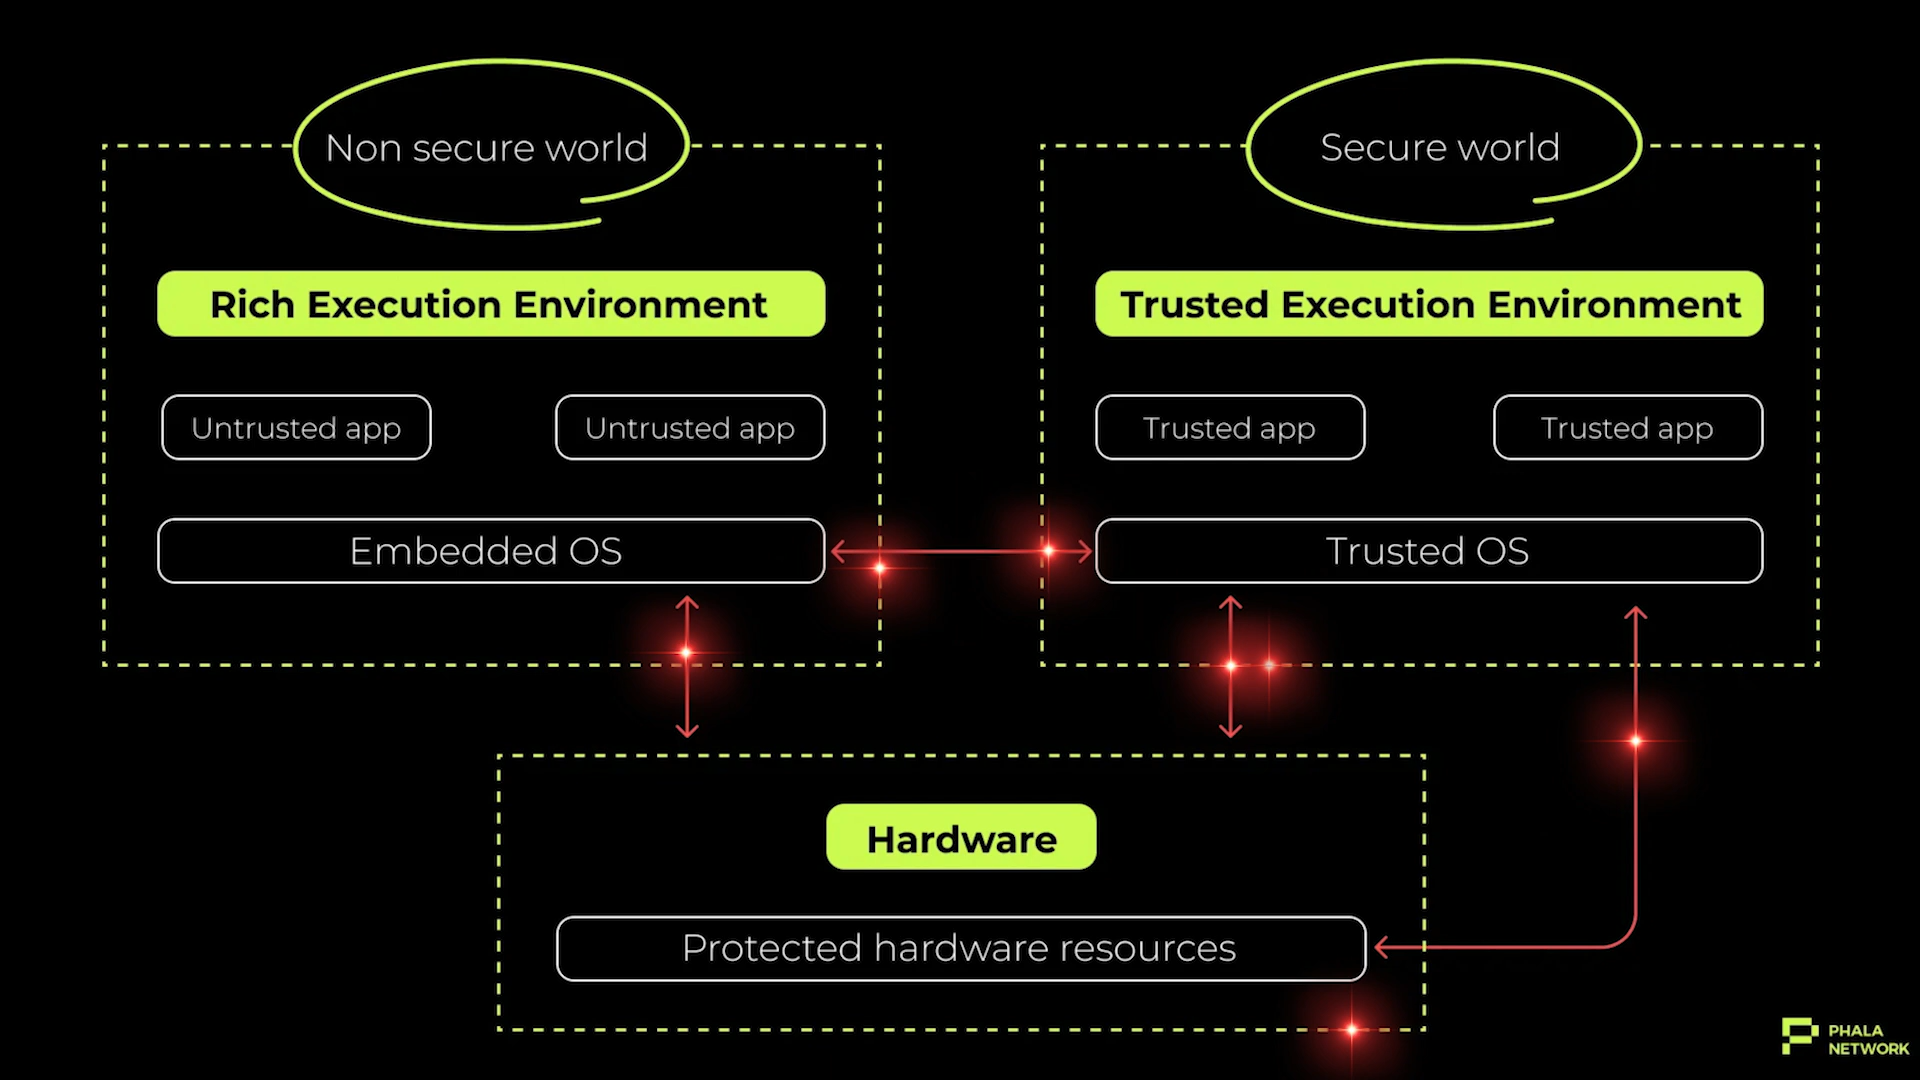 Non secure world
Secure world
Rich Execution Environment
Trusted Execution Environment
Untrusted app
Untrusted app
Trusted app
Trusted app
Embedded OS
Trusted OS
Hardware
Protected hardware resources
PHALA
NETWORK